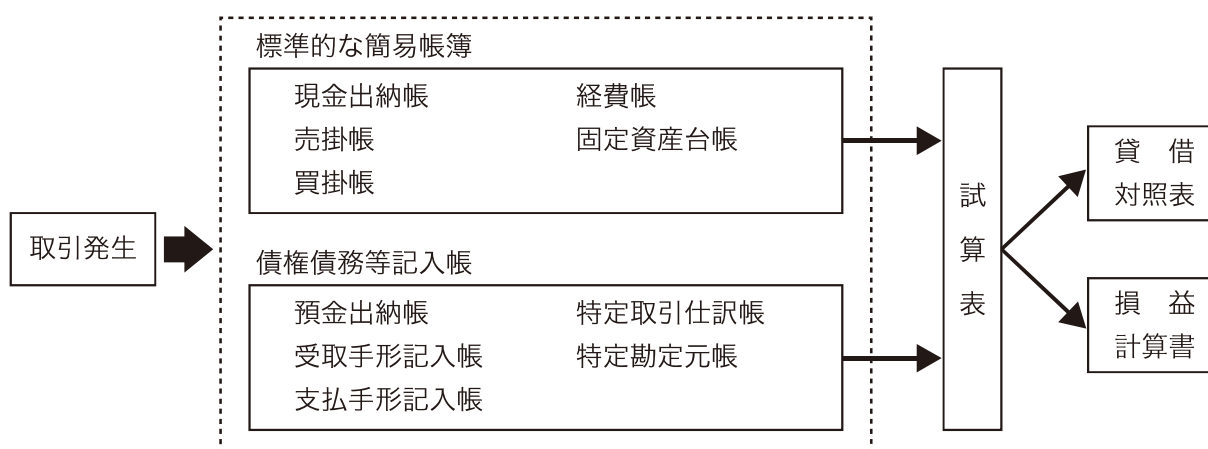 標準的な簡易帳簿
現金出納帳
売掛帳
買掛帳
経費帳
固定資産台帳
取引発生
債権債務等記入帳
預金出納帳
受取手形記入帳
支払手形記入帳
特定取引仕訳帳
特定勘定元帳
試算表
貸 借
対照表
損 益
計算書